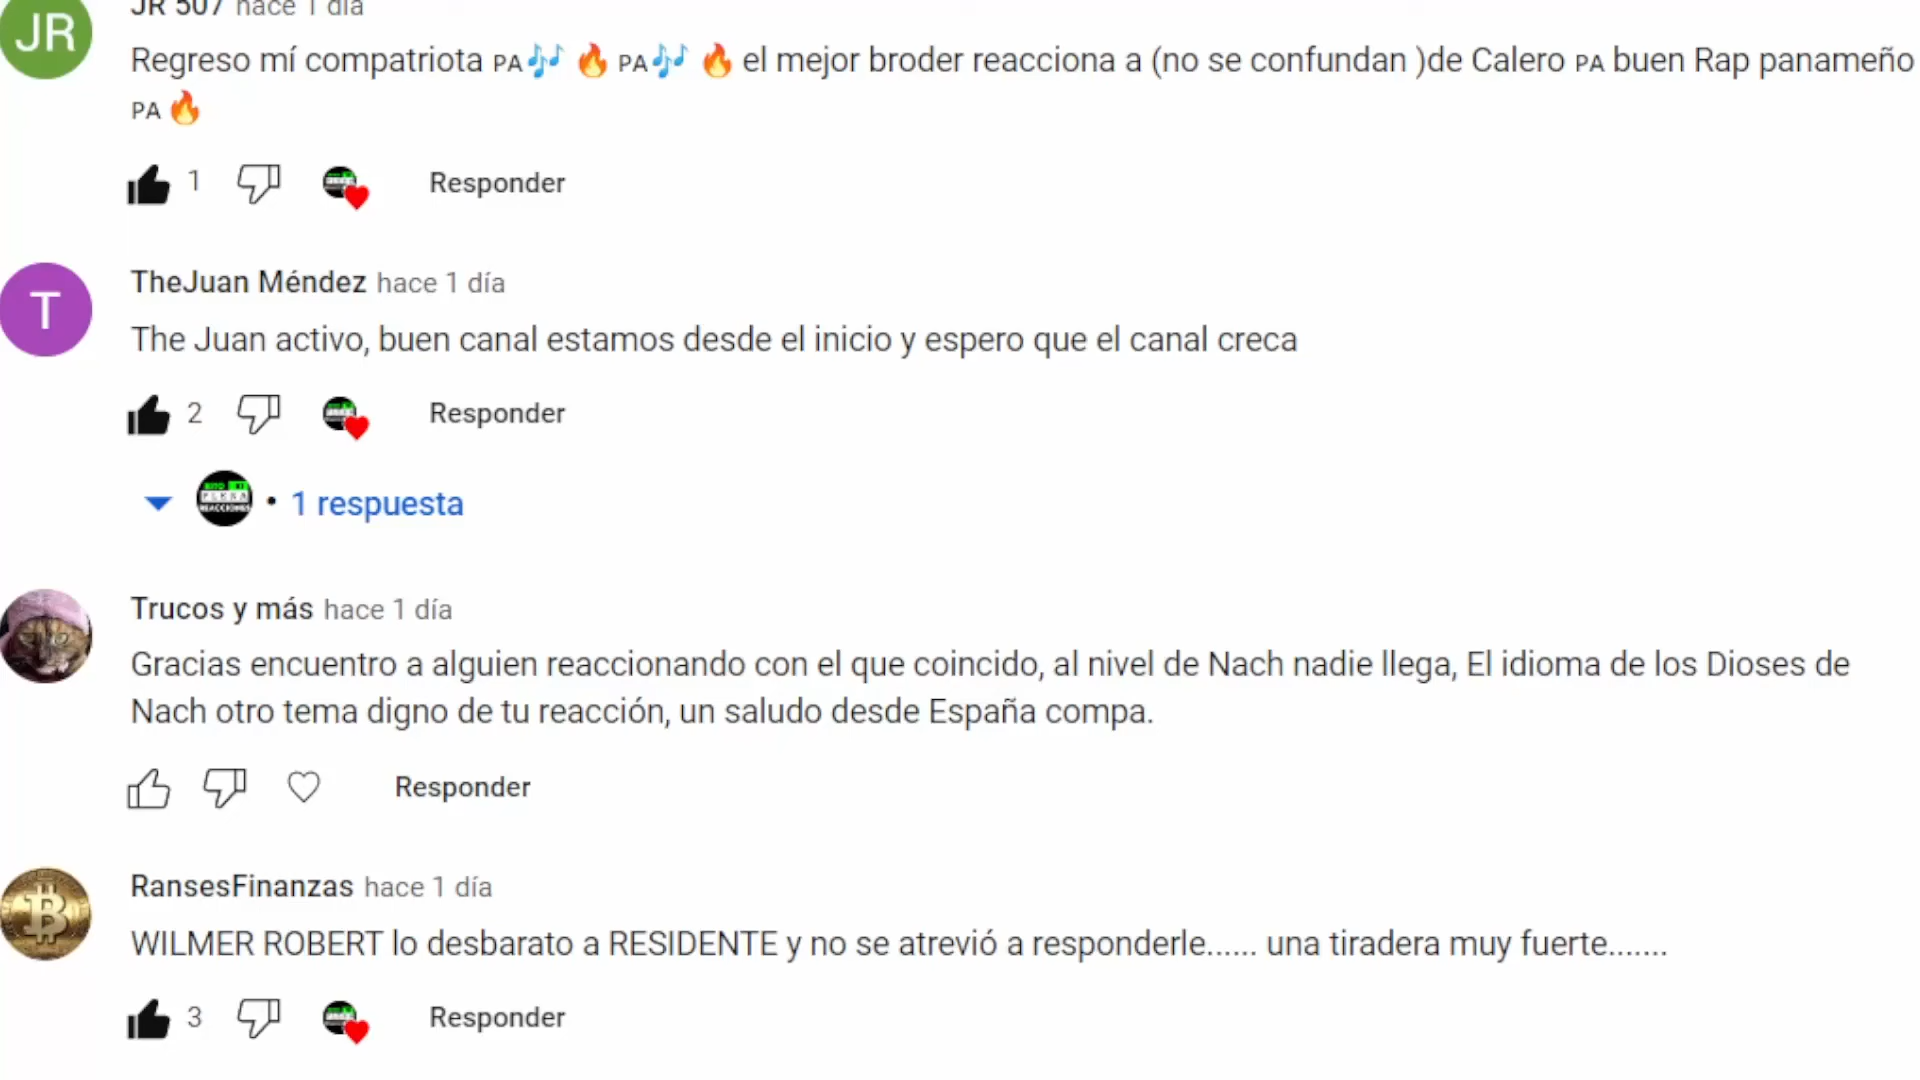 JR 507 hace 1 día
JR
Regreso mí compatriota PA🎶 🔥 PA🎶 🔥 el mejor broder reacciona a (no se confundan )de Calero PA buen Rap panameño
PA 🔥
1 Responder
TheJuan Méndez hace 1 día
T
The Juan activo, buen canal estamos desde el inicio y espero que el canal creca
2 Responder
REACCIONES • 1 respuesta
Trucos y más hace 1 día
Gracias encuentro a alguien reaccionando con el que coincido, al nivel de Nach nadie llega, El idioma de los Dioses de
Nach otro tema digno de tu reacción, un saludo desde España compa.
Responder
RansesFinanzas hace 1 día
WILMER ROBERT lo desbarato a RESIDENTE y no se atrevió a responderle...... una tiradera muy fuerte.......
3 Responder